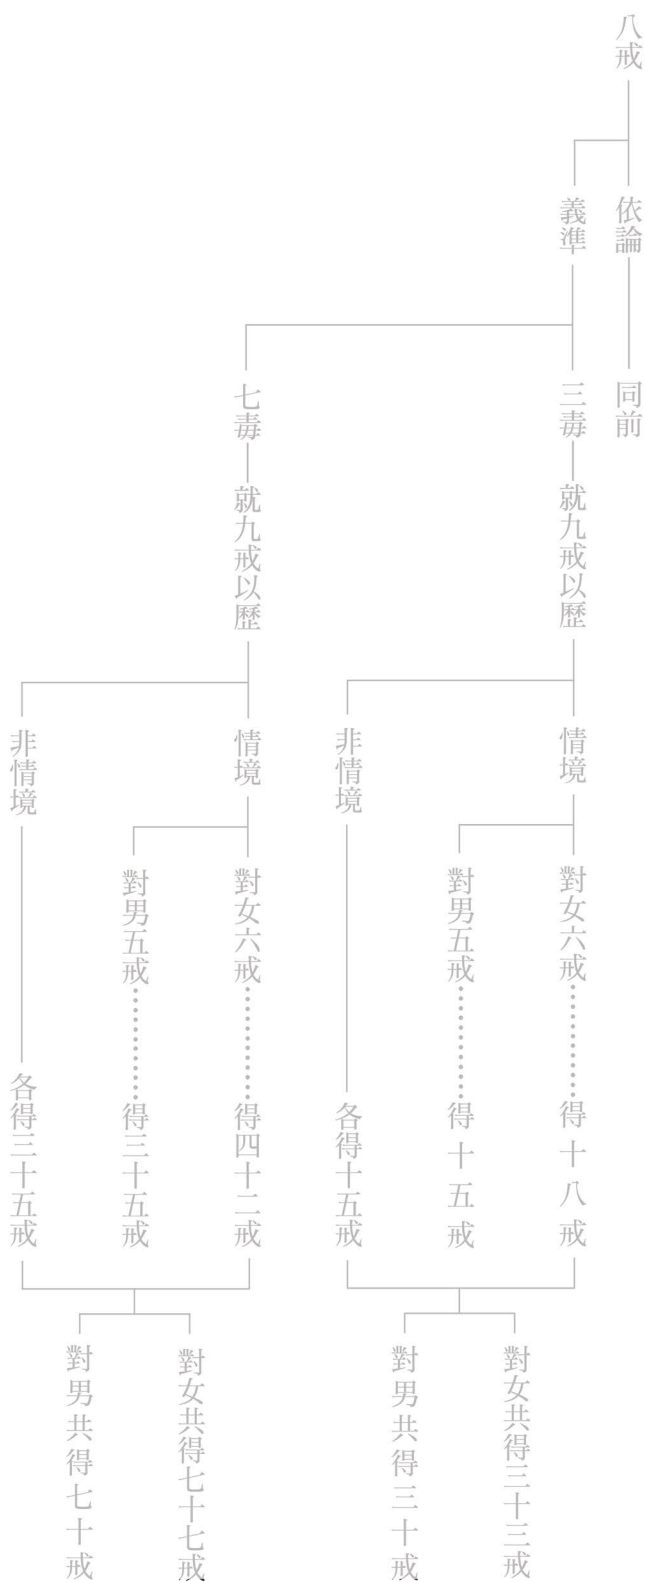 八戒
依論
同前
義準
三毒
就九戒以歷
情境
對女六戒
得十八戒
對男五戒
得十五戒
非情境
各得十五戒
對女共得三十三戒
對男共得三十戒
七毒
就九戒以歷
情境
對女六戒
得四十二戒
對男五戒
得三十五戒
非情境
各得三十五戒
對女共得七十七戒
對男共得七十戒